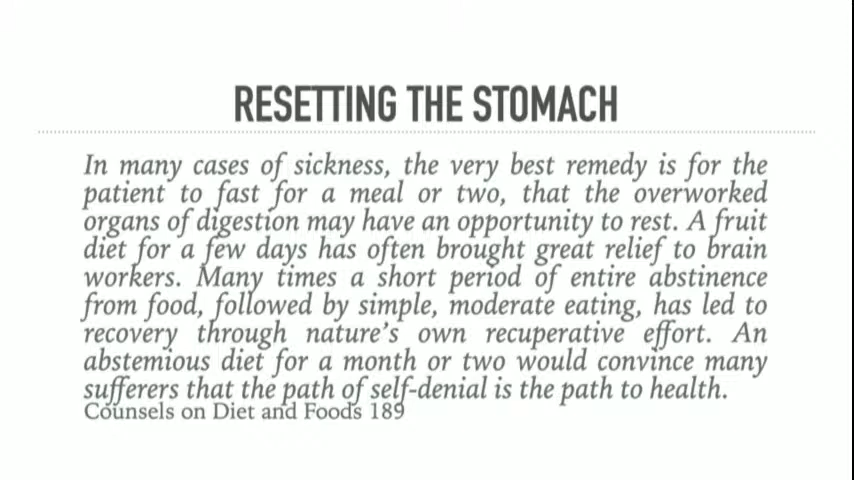 RESETTING THE STOMACH
In many cases of sickness, the very best remedy is for the
patient to fast for a meal or two, that the overworked
organs of digestion may have an opportunity to rest. A fruit
diet for a few days has often brought great relief to brain
workers. Many times a short period of entire abstinence
from food, followed by simple, moderate eating, has led to
recovery through nature's own recuperative effort. An
abstemious diet for a month or two would convince many
sufferers that the path of self-denial is the path to health.
Counsels on Diet and Foods 189